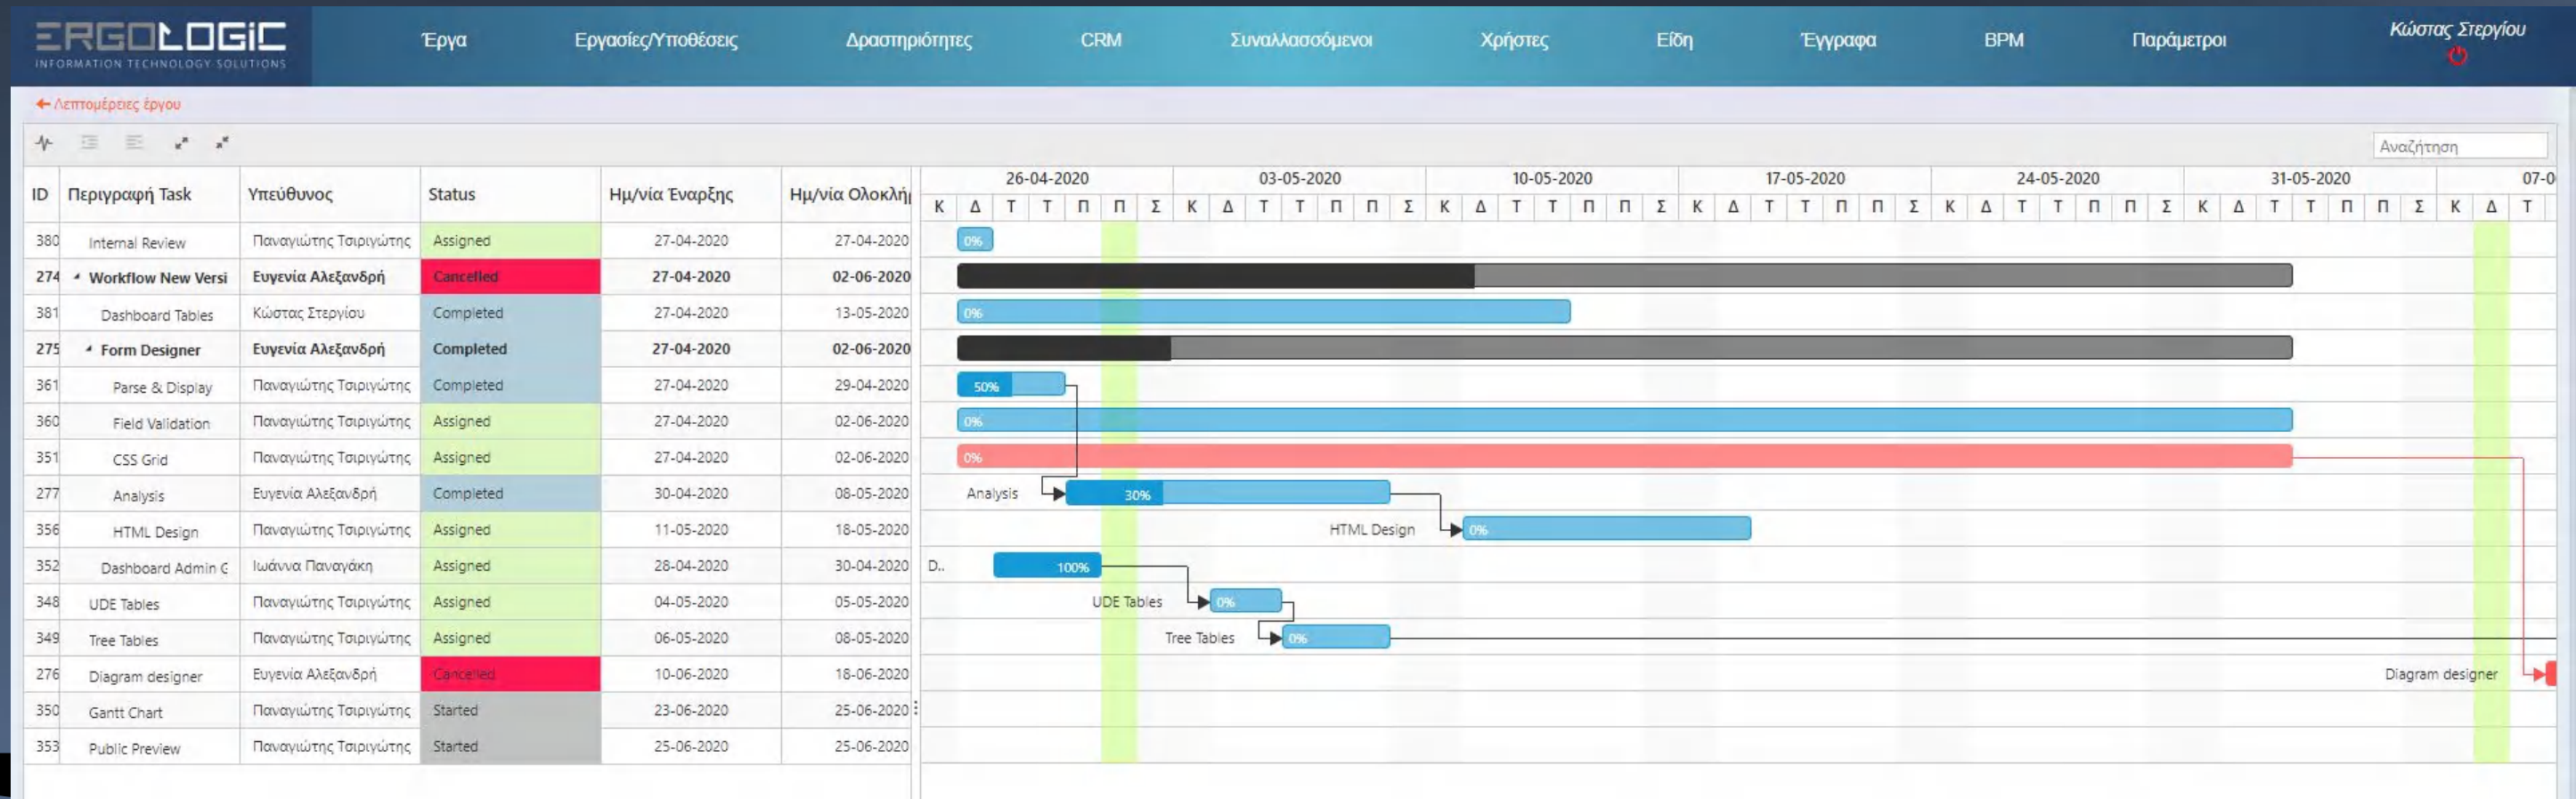 ERGOLOGIC
INFORMATION TECHNOLOGY SOLUTIONS
Έργα Εργασίες/Υποθέσεις Δραστηριότητες CRM Συναλλασσόμενοι Χρήστες Είδη Έγγραφα BPM Παράμετροι Κώστας Στεργίου
Λεπτομέρειες έργου
Αναζήτηση
ID Περιγραφή Task Υπεύθυνος Status Ημ/νία Έναρξης Ημ/νία Ολοκλή
26-04-2020 03-05-2020 10-05-2020 17-05-2020 24-05-2020 31-05-2020 07-0
Κ Δ Τ Τ Π Π Σ Κ Δ Τ Τ Π Π Σ Κ Δ Τ Τ Π Π Σ Κ Δ Τ Τ Π Π Σ Κ Δ Τ Τ Π Π Σ Κ Δ Τ Τ Π Π Σ Κ Δ Τ
380 Internal Review Παναγιώτης Τσιριγώτης Assigned 27-04-2020 27-04-2020 0%
274 Workflow New Versi Ευγενία Αλεξανδρή Cancelled 27-04-2020 02-06-2020
381 Dashboard Tables Κώστας Στεργίου Completed 27-04-2020 13-05-2020 0%
275 Form Designer Ευγενία Αλεξανδρή Completed 27-04-2020 02-06-2020
361 Parse & Display Παναγιώτης Τσιριγώτης Completed 27-04-2020 29-04-2020 50%
360 Field Validation Παναγιώτης Τσιριγώτης Assigned 27-04-2020 02-06-2020 0%
351 CSS Grid Παναγιώτης Τσιριγώτης Assigned 27-04-2020 02-06-2020 0%
277 Analysis Ευγενία Αλεξανδρή Completed 30-04-2020 08-05-2020 Analysis 30%
356 HTML Design Παναγιώτης Τσιριγώτης Assigned 11-05-2020 18-05-2020 HTML Design 0%
352 Dashboard Admin G Ιωάννα Παναγάκη Assigned 28-04-2020 30-04-2020 D.. 100%
348 UDE Tables Παναγιώτης Τσιριγώτης Assigned 04-05-2020 05-05-2020 UDE Tables 0%
349 Tree Tables Παναγιώτης Τσιριγώτης Assigned 06-05-2020 08-05-2020 Tree Tables 0%
276 Diagram designer Ευγενία Αλεξανδρή Cancelled 10-06-2020 18-06-2020 Diagram designer
350 Gantt Chart Παναγιώτης Τσιριγώτης Started 23-06-2020 25-06-2020
353 Public Preview Παναγιώτης Τσιριγώτης Started 25-06-2020 25-06-2020